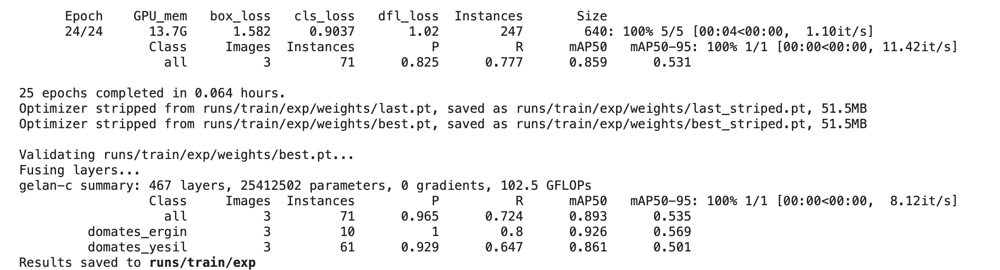 Epoch GPU_mem box_loss cls_loss dfl_loss Instances Size
24/24 13.7G 1.582 0.9037 1.02 247 640: 100% 5/5 [00:04<00:00, 1.10it/s]
Class Images Instances P R mAP50 mAP50-95: 100% 1/1 [00:00<00:00, 11.42it/s]
all 3 71 0.825 0.777 0.859 0.531
25 epochs completed in 0.064 hours.
Optimizer stripped from runs/train/exp/weights/last.pt, saved as runs/train/exp/weights/last_striped.pt, 51.5MB
Optimizer stripped from runs/train/exp/weights/best.pt, saved as runs/train/exp/weights/best_striped.pt, 51.5MB
Validating runs/train/exp/weights/best.pt...
Fusing layers...
gelan-c summary: 467 layers, 25412502 parameters, 0 gradients, 102.5 GFLOPs
Class Images Instances P R mAP50 mAP50-95: 100% 1/1 [00:00<00:00, 8.12it/s]
all 3 71 0.965 0.724 0.893 0.535
domates_ergin 3 10 1 0.8 0.926 0.569
domates_yesil 3 61 0.929 0.647 0.861 0.501
Results saved to runs/train/exp